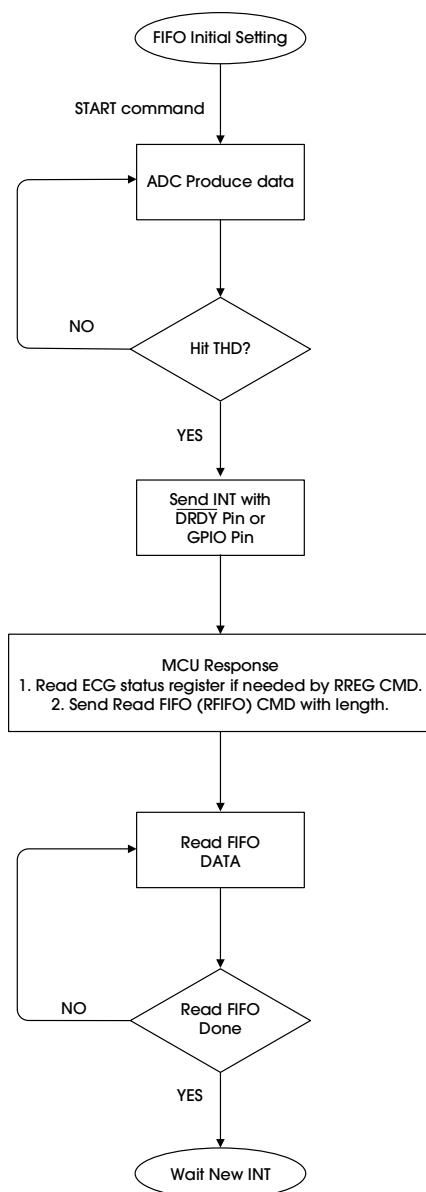 FIFO Initial Setting
START command
ADC Produce data
NO
Hit THD?
YES
Send INT with
DRDY Pin or
GPIO Pin
MCU Response
1. Read ECG status register if needed by RREG CMD.
2. Send Read FIFO (RFIFO) CMD with length.
Read FIFO
DATA
NO
Read FIFO
Done
YES
Wait New INT